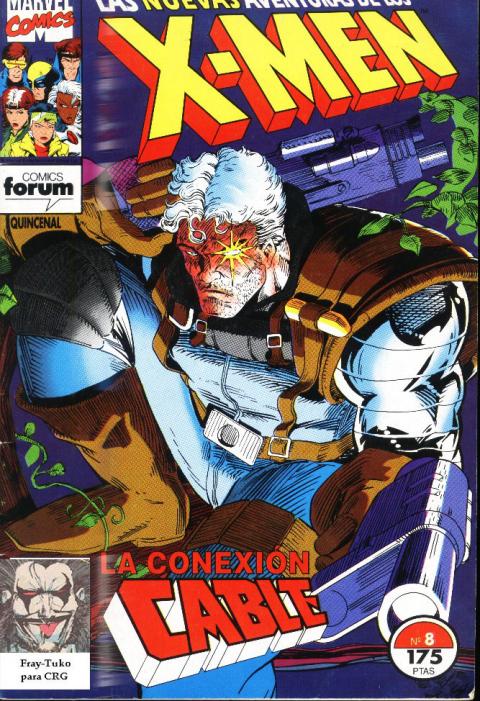 MARVEL
COMICS
LAS NUEVAS AVENTURAS DE LOS
X-MEN
TM
COMICS
forum
QUINCENAL
LA CONEXIÓN
CABLE
Fray-Tuko
para CRG
Nº 8
175
PTAS